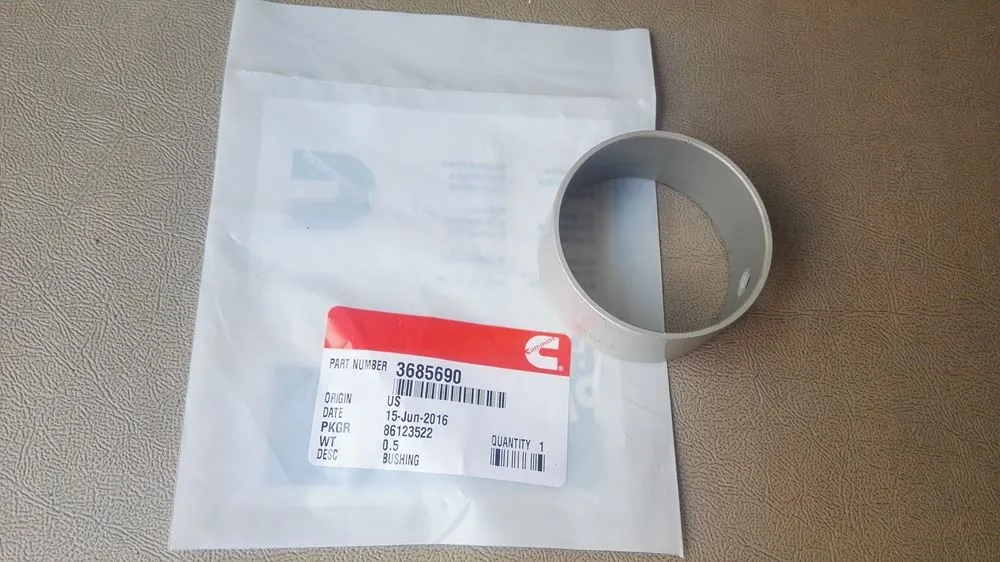 Cummins
PART NUMBER 3685690
ORIGIN US
DATE 15-Jun-2016
PKGR 86123522
WT 0.5 QUANTITY 1
DESC BUSHING